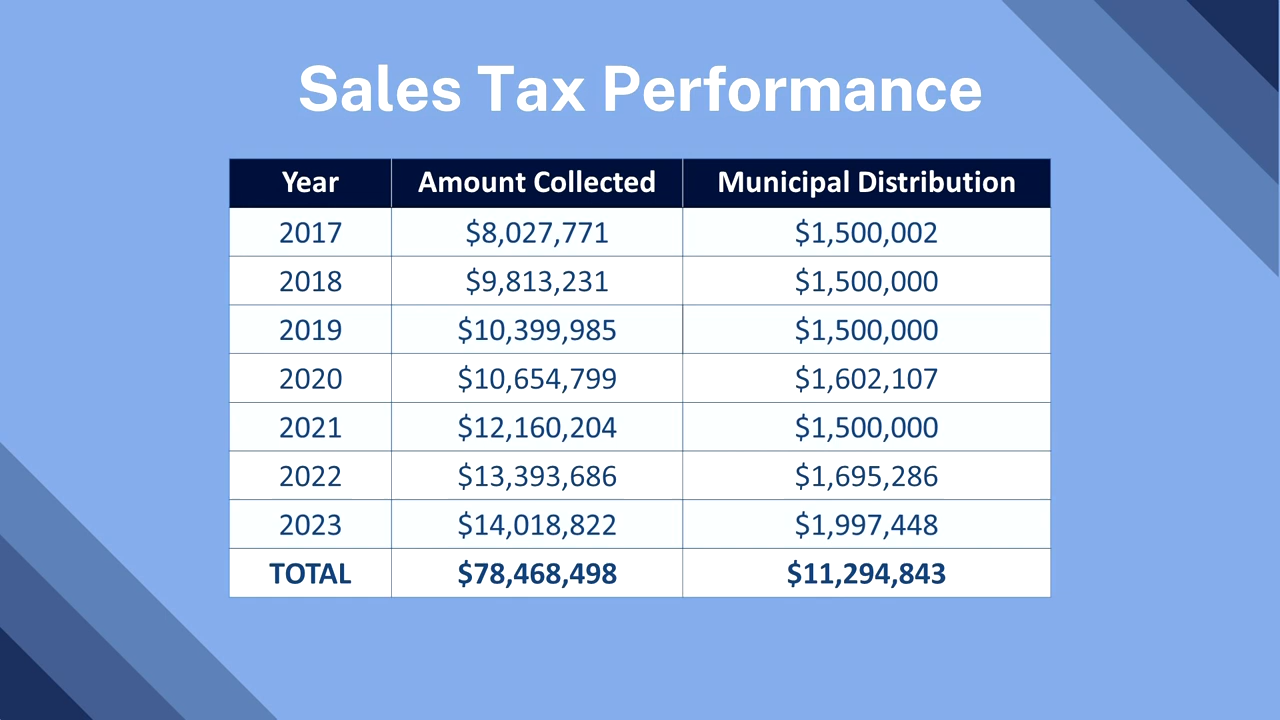 Sales Tax Performance
Year Amount Collected Municipal Distribution
2017 $8,027,771 $1,500,002
2018 $9,813,231 $1,500,000
2019 $10,399,985 $1,500,000
2020 $10,654,799 $1,602,107
2021 $12,160,204 $1,500,000
2022 $13,393,686 $1,695,286
2023 $14,018,822 $1,997,448
TOTAL $78,468,498 $11,294,843